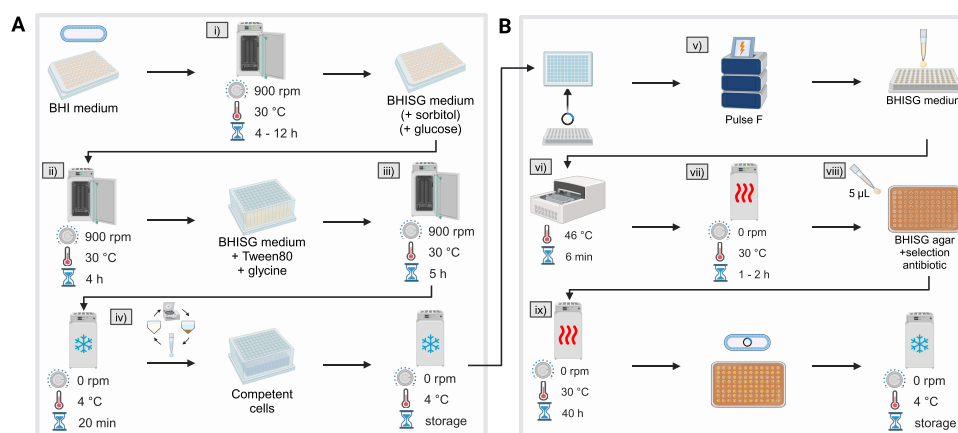 A
i)
BHI medium
900 rpm
30 °C
4 - 12 h
BHISG medium
(+ sorbitol)
(+ glucose)
ii)
900 rpm
30 °C
4 h
BHISG medium
+ Tween80
+ glycine
iii)
900 rpm
30 °C
5 h
iv)
0 rpm
4 °C
20 min
Competent
cells
0 rpm
4 °C
storage
B
v)
Pulse F
BHISG medium
vi)
46 °C
6 min
vii)
0 rpm
30 °C
1 - 2 h
viii)
5 µL
BHISG agar
+selection
antibiotic
ix)
0 rpm
30 °C
40 h
0 rpm
4 °C
storage